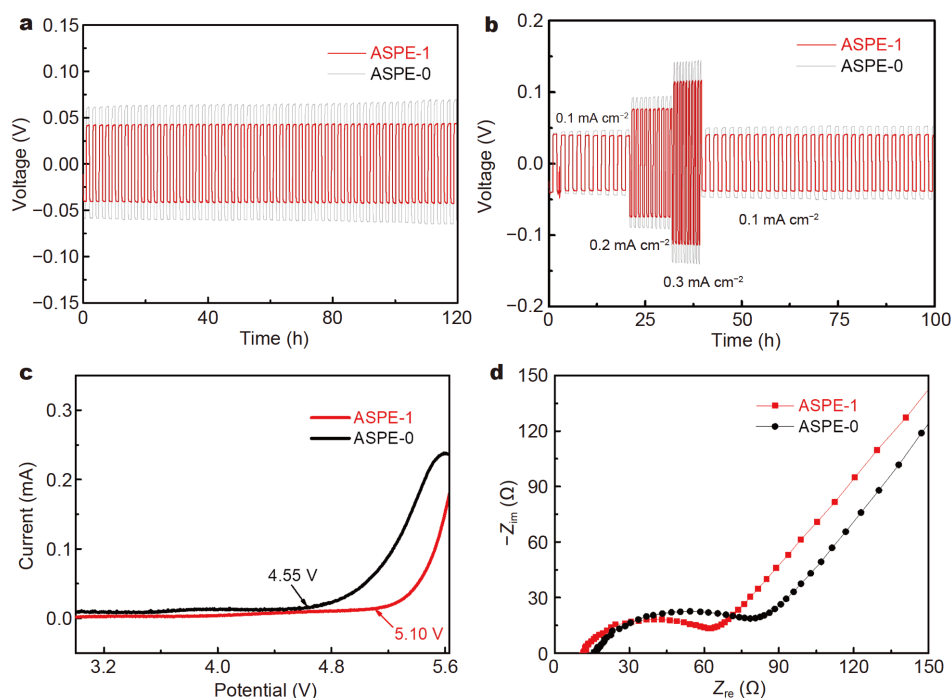 a
0.15
0.10
0.05
0.00
−0.05
−0.10
−0.15
Voltage (V)
ASPE-1
ASPE-0
0
40
80
120
Time (h)
b
0.2
0.1
0.0
−0.1
−0.2
Voltage (V)
ASPE-1
ASPE-0
0.1 mA cm⁻²
0.2 mA cm⁻²
0.3 mA cm⁻²
0.1 mA cm⁻²
0
25
50
75
100
Time (h)
c
0.3
0.2
0.1
0.0
Current (mA)
ASPE-1
ASPE-0
4.55 V
5.10 V
3.2
4.0
4.8
5.6
Potential (V)
d
150
120
90
60
30
0
−Zim (Ω)
ASPE-1
ASPE-0
0
30
60
90
120
150
Zre (Ω)